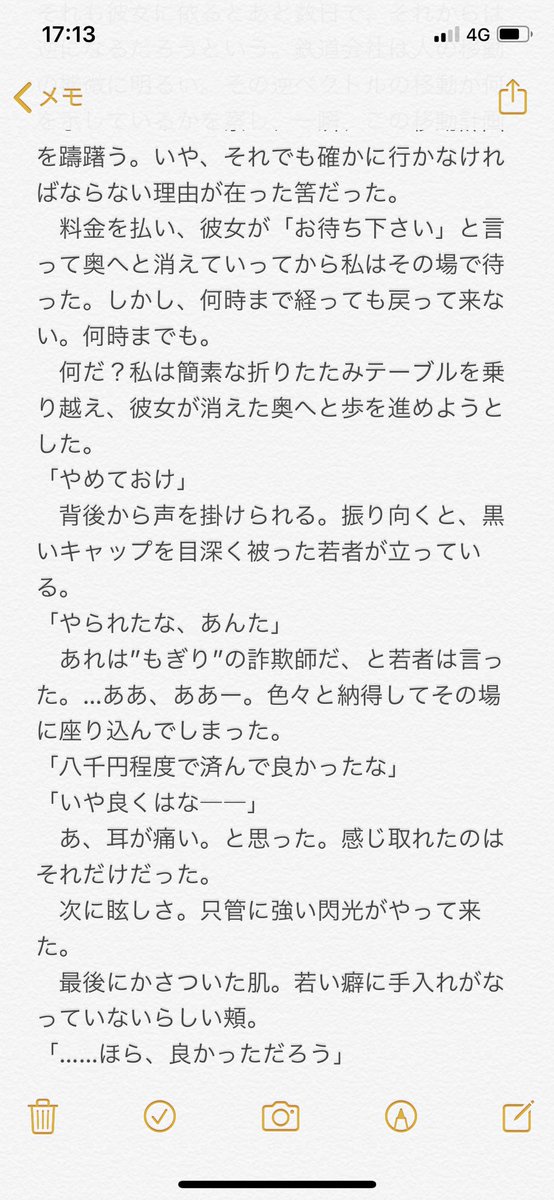 17:13
4G
メモ
を躊躇う。いや、それでも確かに行かなけれ
ばならない理由が在った筈だった。
　料金を払い、彼女が「お待ち下さい」と言
って奥へと消えていってから私はその場で待
った。しかし、何時まで経っても戻って来な
い。何時までも。
　何だ？私は簡素な折りたたみテーブルを乗
り越え、彼女が消えた奥へと歩を進めようと
した。
「やめておけ」
　背後から声を掛けられる。振り向くと、黒
いキャップを目深く被った若者が立ってい
る。
「やられたな、あんた」
　あれは”もぎり”の詐欺師だ、と若者は言っ
た。…ああ、ああー。色々と納得してその場
に座り込んでしまった。
「八千円程度で済んで良かったな」
「いや良くはな——」
　あ、耳が痛い。と思った。感じ取れたのは
それだけだった。
　次に眩しさ。只管に強い閃光がやって来
た。
　最後にかさついた肌。若い癖に手入れがな
っていないらしい頬。
「……ほら、良かっただろう」